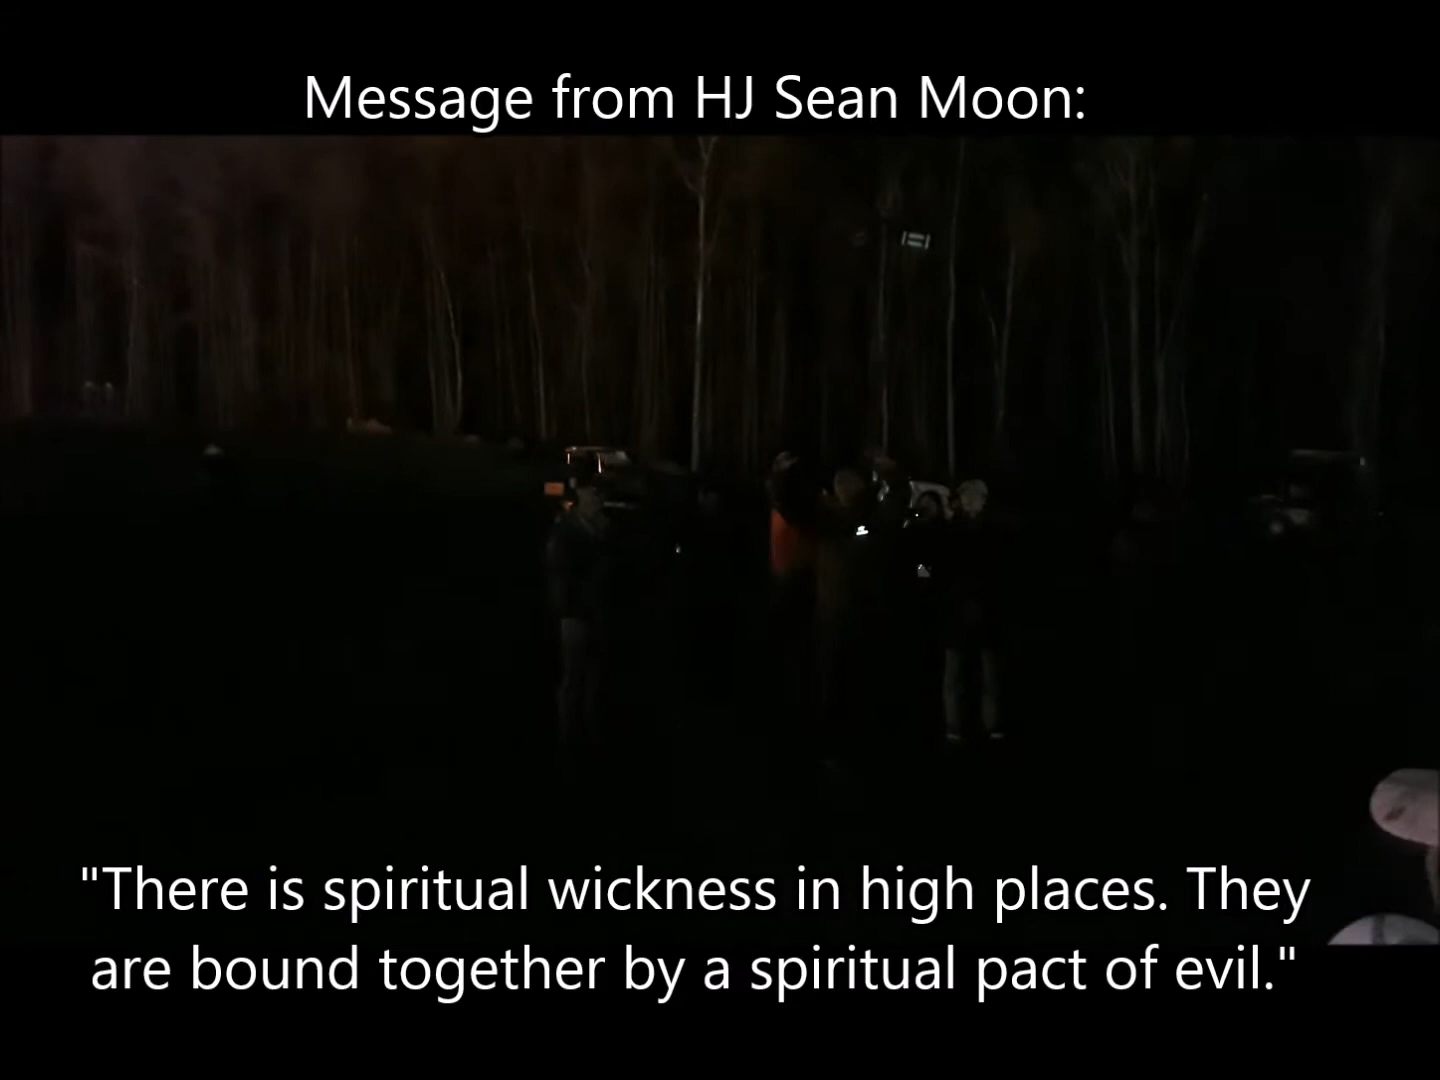 Message from HJ Sean Moon:
"There is spiritual wickness in high places. They
are bound together by a spiritual pact of evil."